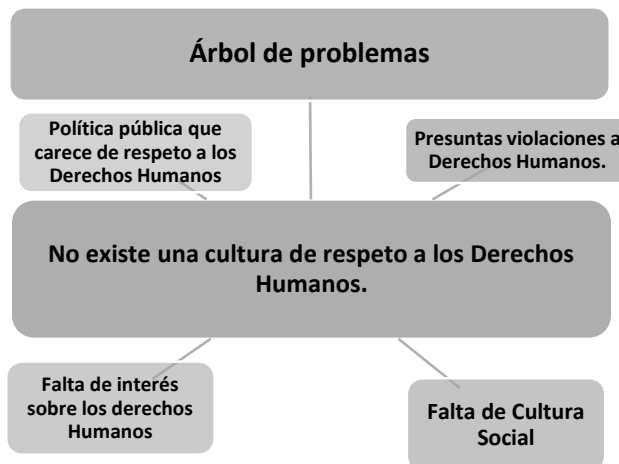 Árbol de problemas
Política pública que
carece de respeto a los
Derechos Humanos
Presuntas violaciones a
Derechos Humanos.
No existe una cultura de respeto a los Derechos
Humanos.
Falta de interés
sobre los derechos
Humanos
Falta de Cultura
Social